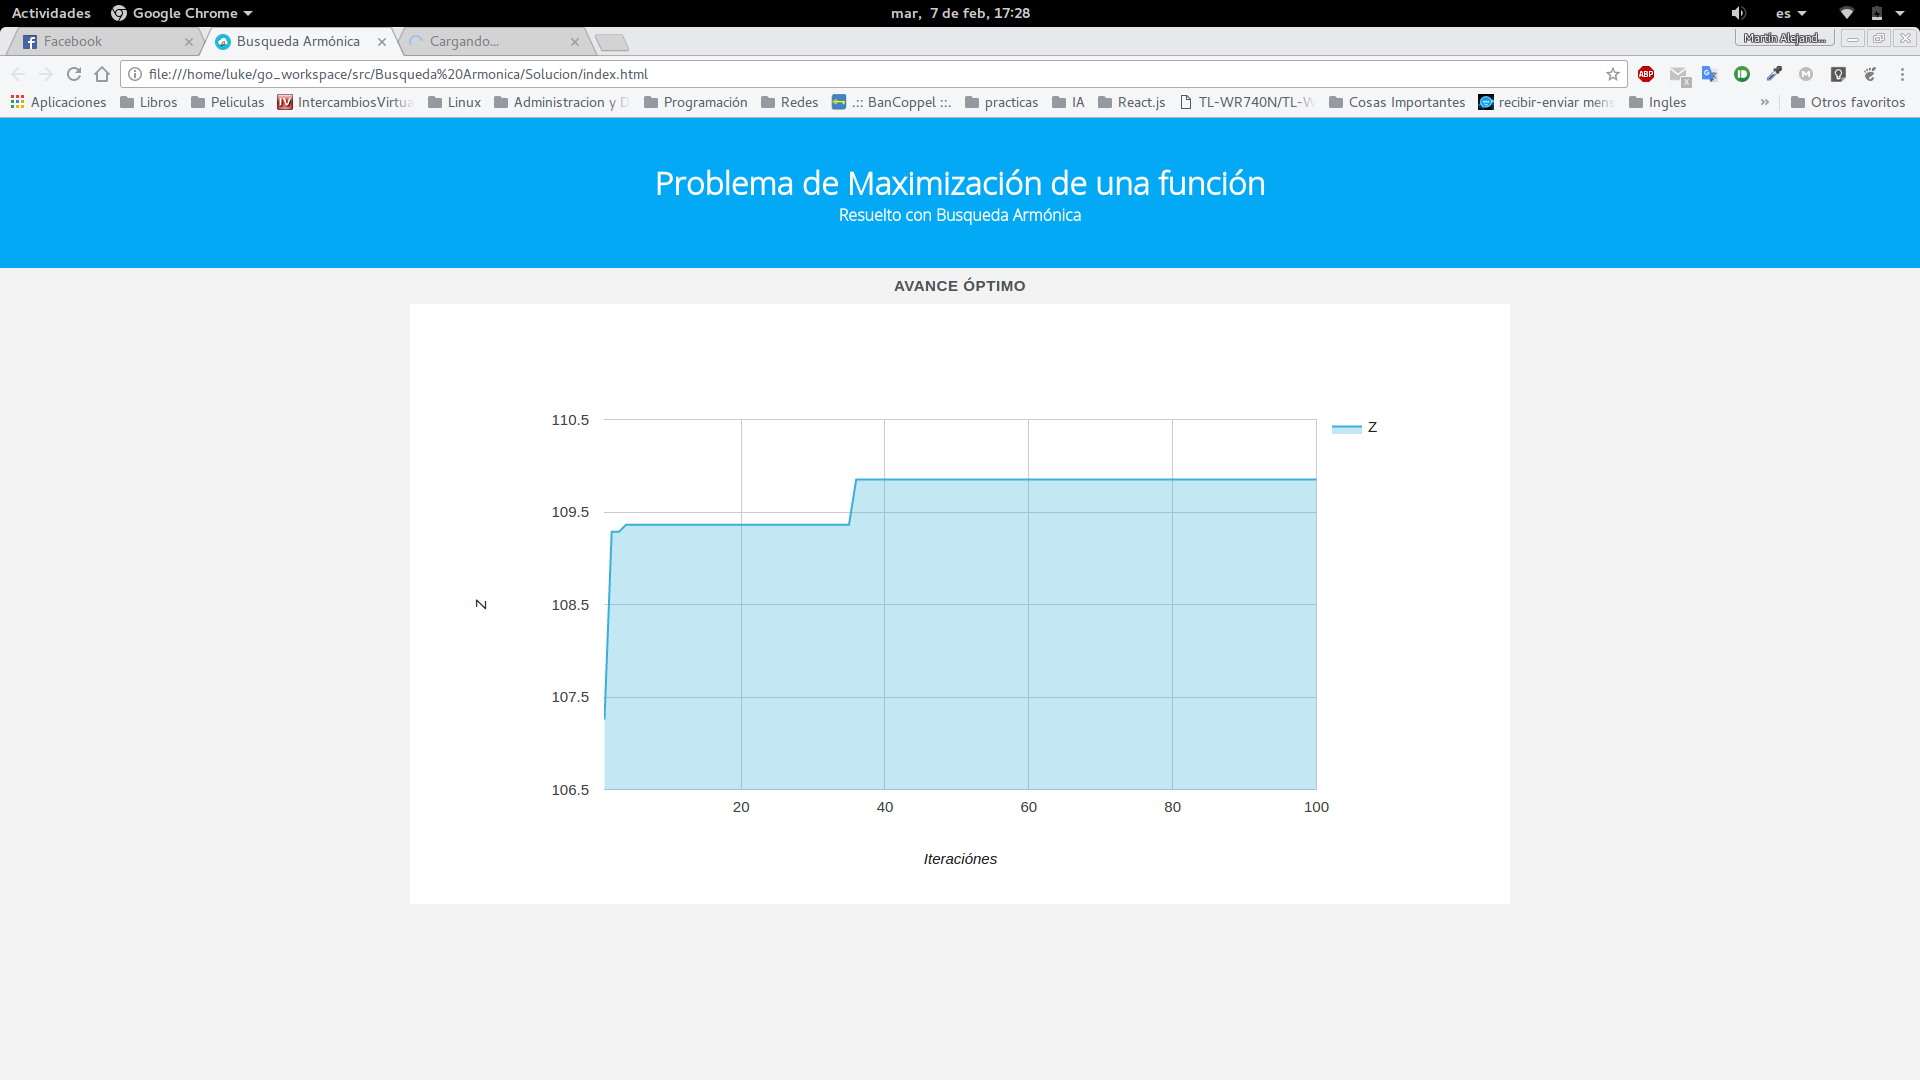 Actividades Google Chrome mar, 7 de feb, 17:28 es
Facebook Busqueda Armónica Cargando... Martín Alejand...
file:///home/luke/go_workspace/src/Busqueda%20Armonica/Solucion/index.html ABP
Aplicaciones Libros Peliculas IntercambiosVirtua Linux Administracion y D Programación Redes .:: BanCoppel ::. practicas IA React.js TL-WR740N/TL-W Cosas Importantes recibir-enviar mens Ingles » Otros favoritos
Problema de Maximización de una función
Resuelto con Busqueda Armónica
AVANCE ÓPTIMO
110.5
Z
109.5
108.5
Z
107.5
106.5
20 40 60 80 100
Iteraciónes